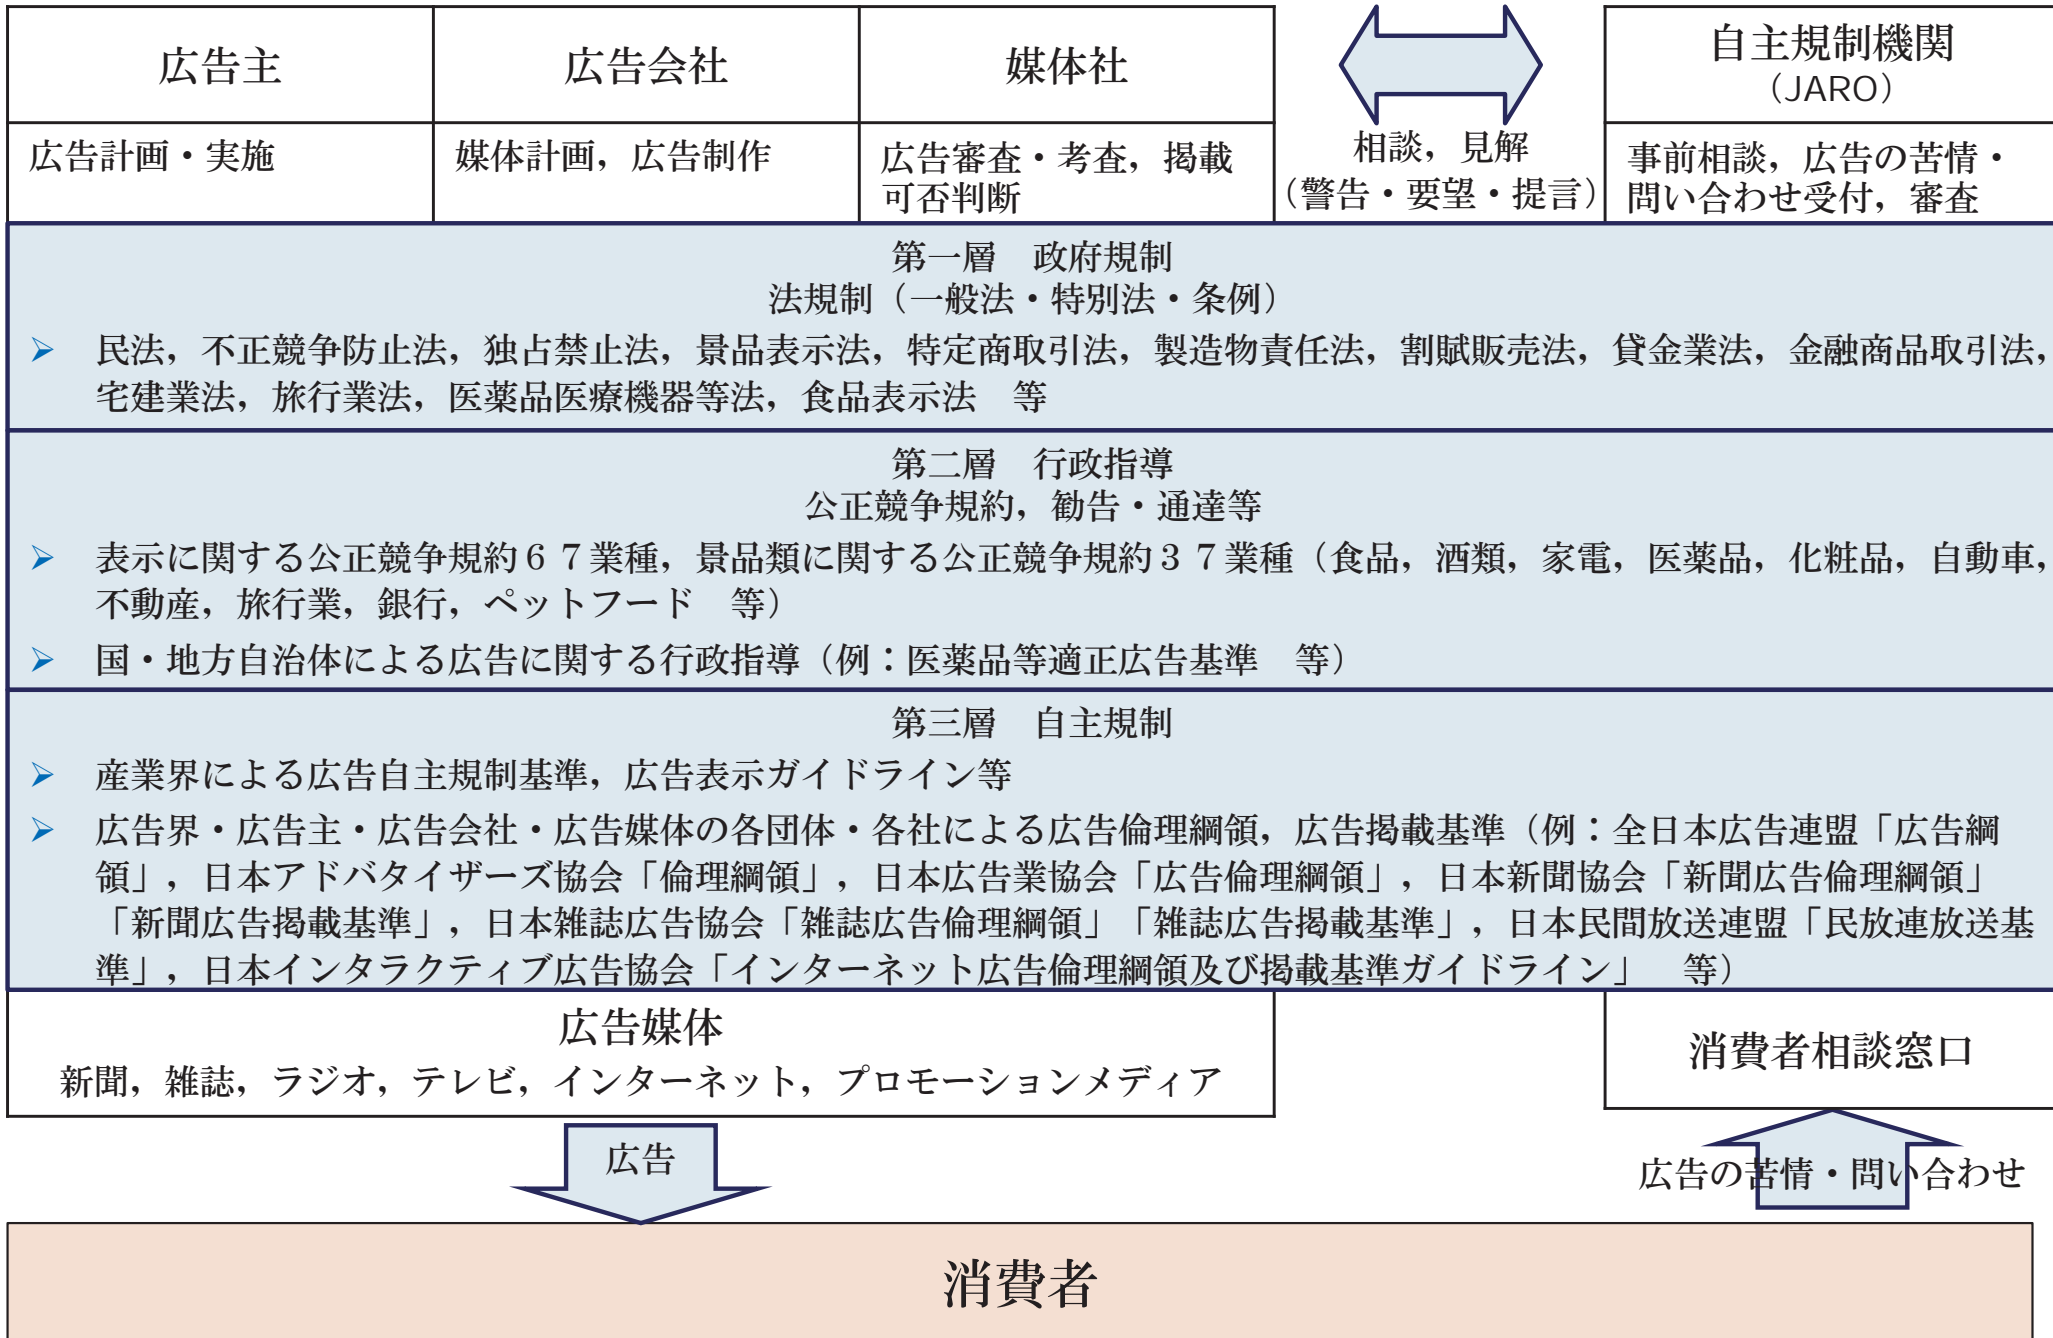 広告主
広告会社
媒体社
自主規制機関
（JARO）
広告計画・実施
媒体計画，広告制作
広告審査・考査，掲載
可否判断
相談，見解
（警告・要望・提言）
事前相談，広告の苦情・
問い合わせ受付，審査
第一層　政府規制
法規制（一般法・特別法・条例）
➢ 民法，不正競争防止法，独占禁止法，景品表示法，特定商取引法，製造物責任法，割賦販売法，貸金業法，金融商品取引法，
宅建業法，旅行業法，医薬品医療機器等法，食品表示法　等
第二層　行政指導
公正競争規約，勧告・通達等
➢ 表示に関する公正競争規約６７業種，景品類に関する公正競争規約３７業種（食品，酒類，家電，医薬品，化粧品，自動車，
不動産，旅行業，銀行，ペットフード　等）
➢ 国・地方自治体による広告に関する行政指導（例：医薬品等適正広告基準　等）
第三層　自主規制
➢ 産業界による広告自主規制基準，広告表示ガイドライン等
➢ 広告界・広告主・広告会社・広告媒体の各団体・各社による広告倫理綱領，広告掲載基準（例：全日本広告連盟「広告綱
領」，日本アドバタイザーズ協会「倫理綱領」，日本広告業協会「広告倫理綱領」，日本新聞協会「新聞広告倫理綱領」
「新聞広告掲載基準」，日本雑誌広告協会「雑誌広告倫理綱領」「雑誌広告掲載基準」，日本民間放送連盟「民放連放送基
準」，日本インタラクティブ広告協会「インターネット広告倫理綱領及び掲載基準ガイドライン」　等）
広告媒体
新聞，雑誌，ラジオ，テレビ，インターネット，プロモーションメディア
消費者相談窓口
広告
広告の苦情・問い合わせ
消費者